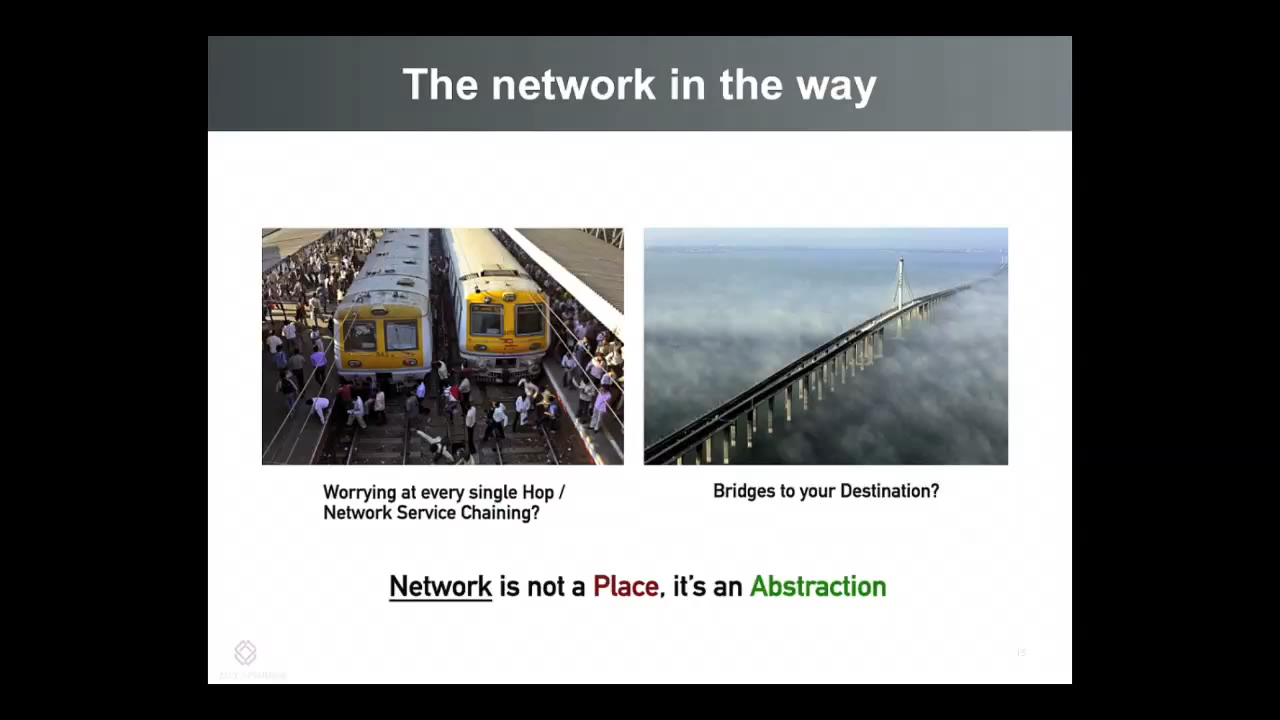 The network in the way
Worrying at every single Hop /
Network Service Chaining?
Bridges to your Destination?
Network is not a Place, it's an Abstraction
15